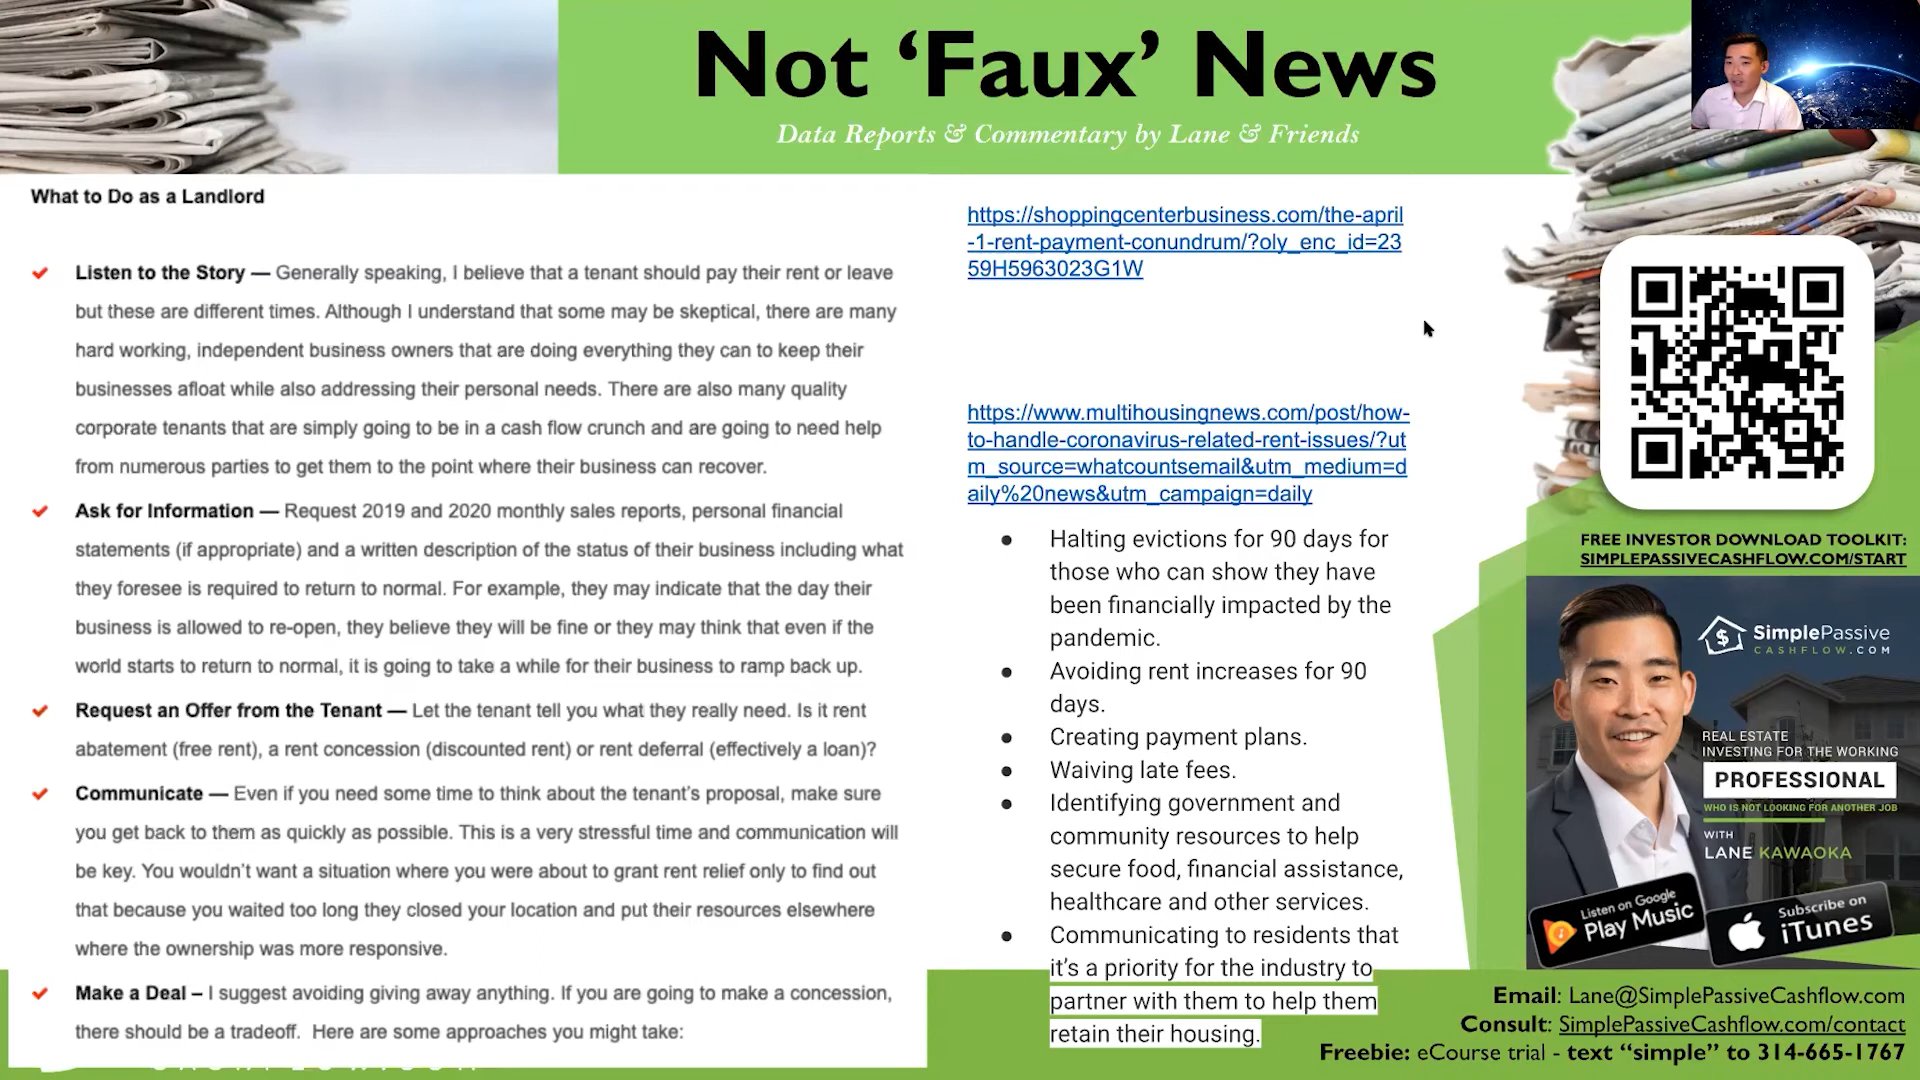 Not ‘Faux’ News
Data Reports & Commentary by Lane & Friends
What to Do as a Landlord
Listen to the Story — Generally speaking, I believe that a tenant should pay their rent or leave
but these are different times. Although I understand that some may be skeptical, there are many
hard working, independent business owners that are doing everything they can to keep their
businesses afloat while also addressing their personal needs. There are also many quality
corporate tenants that are simply going to be in a cash flow crunch and are going to need help
from numerous parties to get them to the point where their business can recover.
Ask for Information — Request 2019 and 2020 monthly sales reports, personal financial
statements (if appropriate) and a written description of the status of their business including what
they foresee is required to return to normal. For example, they may indicate that the day their
business is allowed to re-open, they believe they will be fine or they may think that even if the
world starts to return to normal, it is going to take a while for their business to ramp back up.
Request an Offer from the Tenant — Let the tenant tell you what they really need. Is it rent
abatement (free rent), a rent concession (discounted rent) or rent deferral (effectively a loan)?
Communicate — Even if you need some time to think about the tenant’s proposal, make sure
you get back to them as quickly as possible. This is a very stressful time and communication will
be key. You wouldn’t want a situation where you were about to grant rent relief only to find out
that because you waited too long they closed your location and put their resources elsewhere
where the ownership was more responsive.
Make a Deal – I suggest avoiding giving away anything. If you are going to make a concession,
there should be a tradeoff. Here are some approaches you might take:
https://shoppingcenterbusiness.com/the-april
-1-rent-payment-conundrum/?oly_enc_id=23
59H5963023G1W
https://www.multihousingnews.com/post/how-
to-handle-coronavirus-related-rent-issues/?ut
m_source=whatcountsemail&utm_medium=d
aily%20news&utm_campaign=daily
● Halting evictions for 90 days for
those who can show they have
been financially impacted by the
pandemic.
● Avoiding rent increases for 90
days.
● Creating payment plans.
● Waiving late fees.
● Identifying government and
community resources to help
secure food, financial assistance,
healthcare and other services.
● Communicating to residents that
it’s a priority for the industry to
partner with them to help them
retain their housing.
FREE INVESTOR DOWNLOAD TOOLKIT:
SIMPLEPASSIVECASHFLOW.COM/START
SimplePassive
CASHFLOW.COM
REAL ESTATE
INVESTING FOR THE WORKING
PROFESSIONAL
WHO IS NOT LOOKING FOR ANOTHER JOB
WITH
LANE KAWAOKA
Listen on Google
Play Music
Subscribe on
iTunes
Email: Lane@SimplePassiveCashflow.com
Consult: SimplePassiveCashflow.com/contact
Freebie: eCourse trial - text “simple” to 314-665-1767